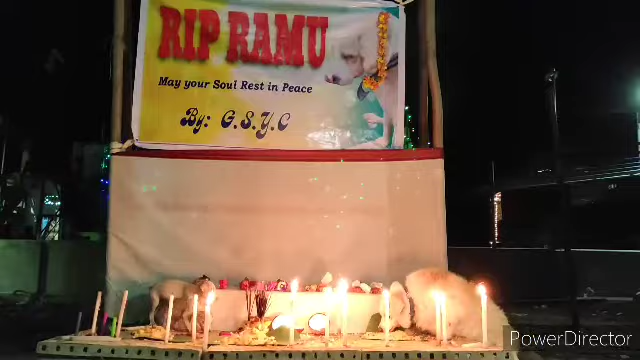 RIP RAMU
May your Soul Rest in Peace
By: G.S.Y.C
PowerDirector